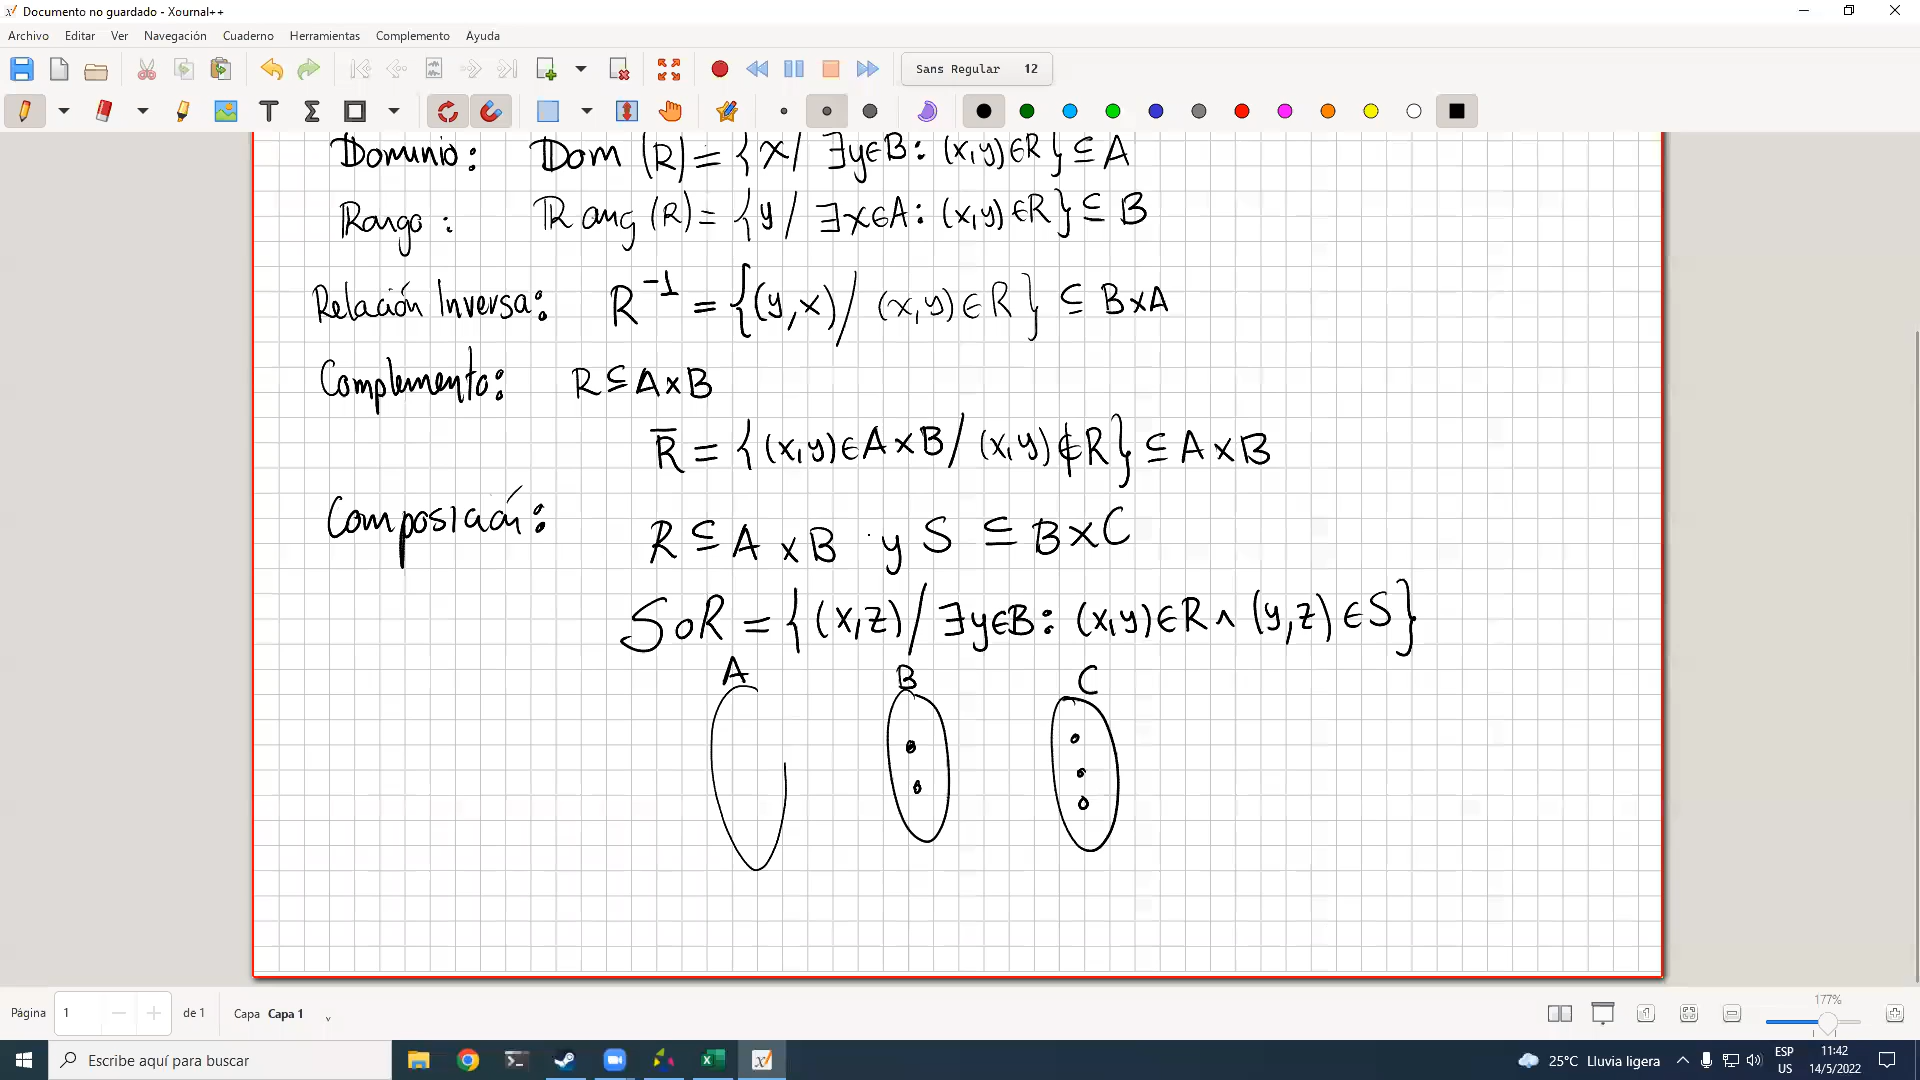 Documento no guardado - Xournal++
Archivo Editar Ver Navegación Cuaderno Herramientas Complemento Ayuda
Sans Regular 12
Dominio: Dom (R) = {x/ ∃y∈B: (x,y)∈R} ⊆ A
Rango: Rang (R) = {y/ ∃x∈A: (x,y)∈R} ⊆ B
Relación Inversa: R⁻¹ = {(y,x)/ (x,y)∈R} ⊆ B×A
Complemento: R⊆A×B
R̅ = {(x,y)∈A×B/ (x,y)∉R} ⊆ A×B
Composición: R⊆A×B y S ⊆ B×C
SoR = {(x,z)/ ∃y∈B: (x,y)∈R ∧ (y,z)∈S}
A B C
177%
Página 1 de 1 Capa Capa 1
Escribe aquí para buscar
25°C Lluvia ligera
ESP
US
11:42
14/5/2022